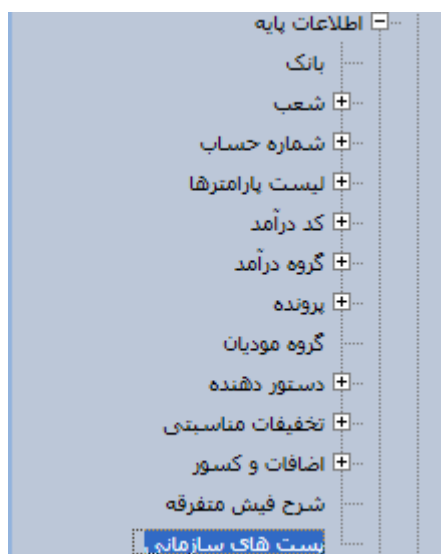 اطلاعات پایه
بانک
شعب
شماره حساب
لیست پارامترها
کد درآمد
گروه درآمد
پرونده
گروه مودیان
دستور دهنده
تخفیفات مناسبتی
اضافات و کسور
شرح فیش متفرقه
پست های سازمانی